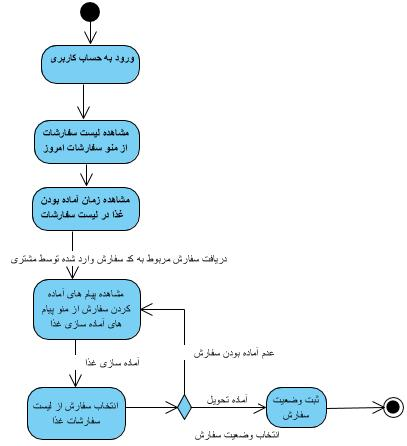 ورود به حساب کاربری
مشاهده لیست سفارشات
از منو سفارشات امروز
مشاهده زمان آماده بودن
غذا در لیست سفارشات
دریافت سفارش مربوط به کد سفارش وارد شده توسط مشتری
مشاهده پیام های آماده
کردن سفارش از منو پیام
های آماده سازی غذا
عدم آماده بودن سفارش
آماده سازی غذا
انتخاب سفارش از لیست
سفارشات غذا
آماده تحویل
ثبت وضعیت
سفارش
انتخاب وضعیت سفارش